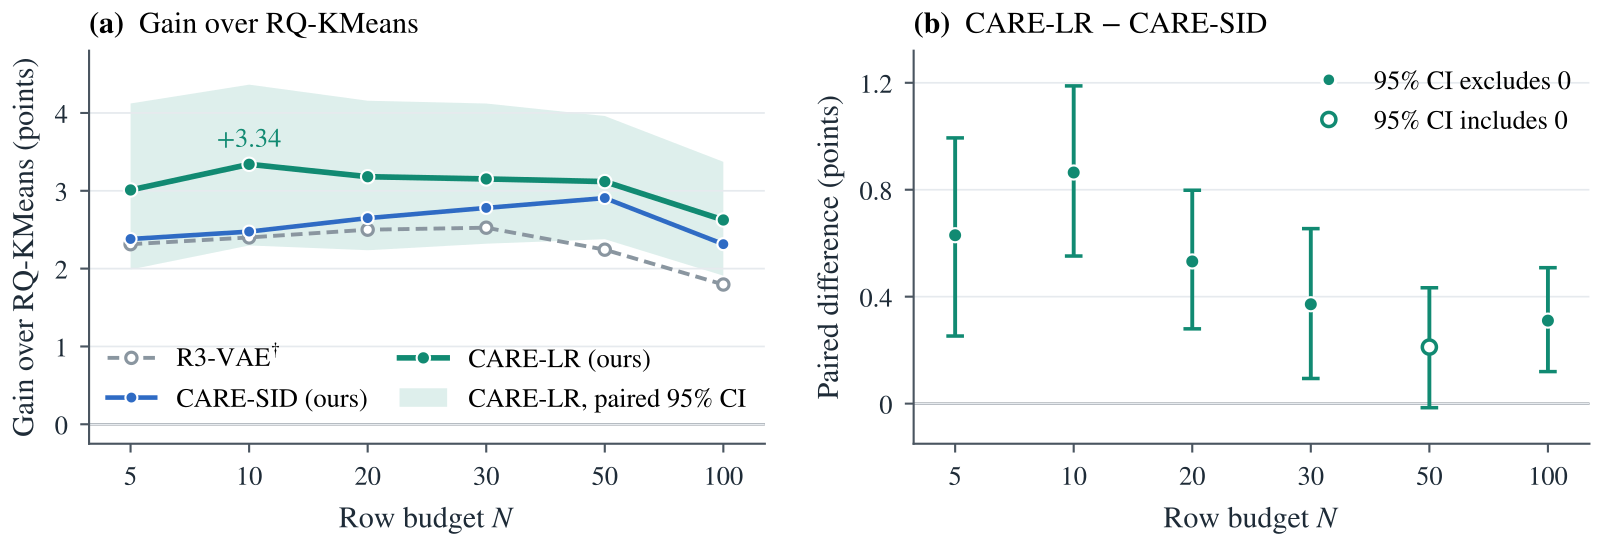 (a) Gain over RQ-KMeans
Gain over RQ-KMeans (points)
4
3
2
1
0
+3.34
R3-VAE†
CARE-SID (ours)
CARE-LR (ours)
CARE-LR, paired 95% CI
5 10 20 30 50 100
Row budget N
(b) CARE-LR − CARE-SID
Paired difference (points)
1.2
0.8
0.4
0
95% CI excludes 0
95% CI includes 0
5 10 20 30 50 100
Row budget N